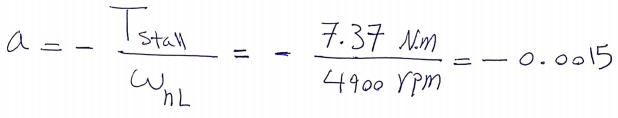 a = - T_stall / ω_nL = - 7.37 N.m / 4900 rpm = - 0.0015